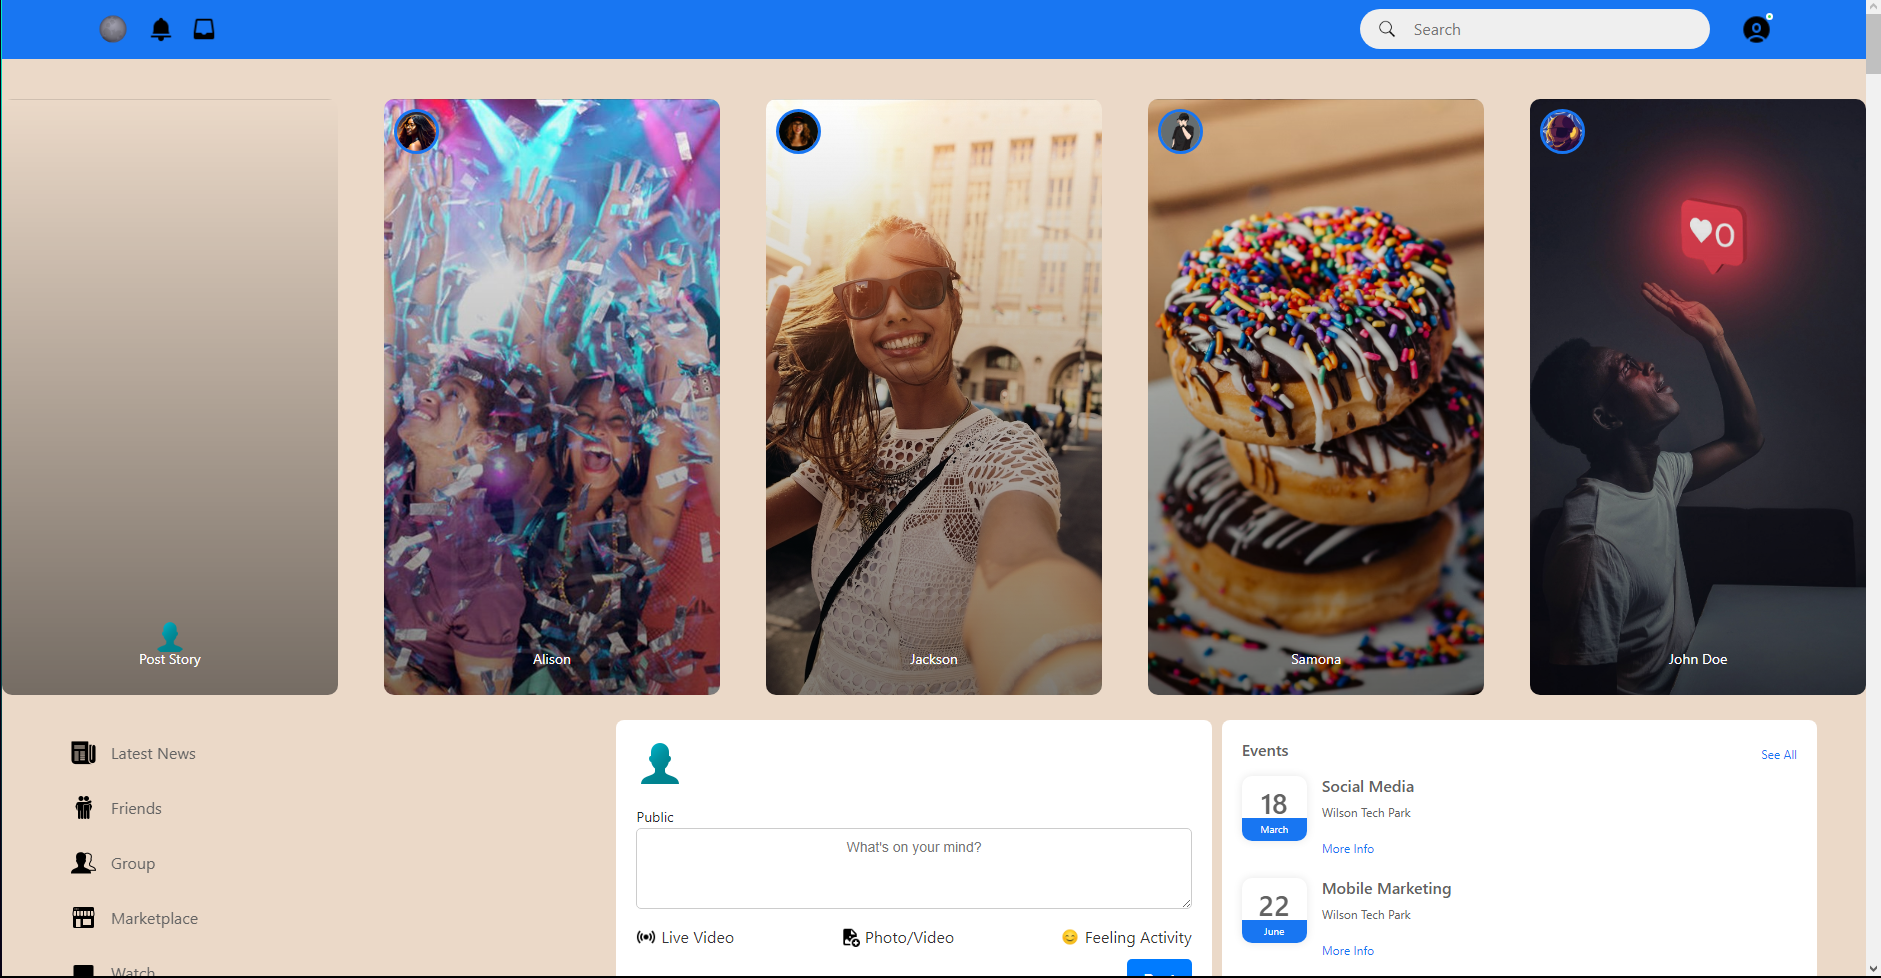 Search
0
Post Story
Alison
Jackson
Samona
John Doe
Latest News
Friends
Group
Marketplace
Watch
Public
What's on your mind?
Live Video
Photo/Video
Feeling Activity
Events
See All
18
March
Social Media
Wilson Tech Park
More Info
22
June
Mobile Marketing
Wilson Tech Park
More Info